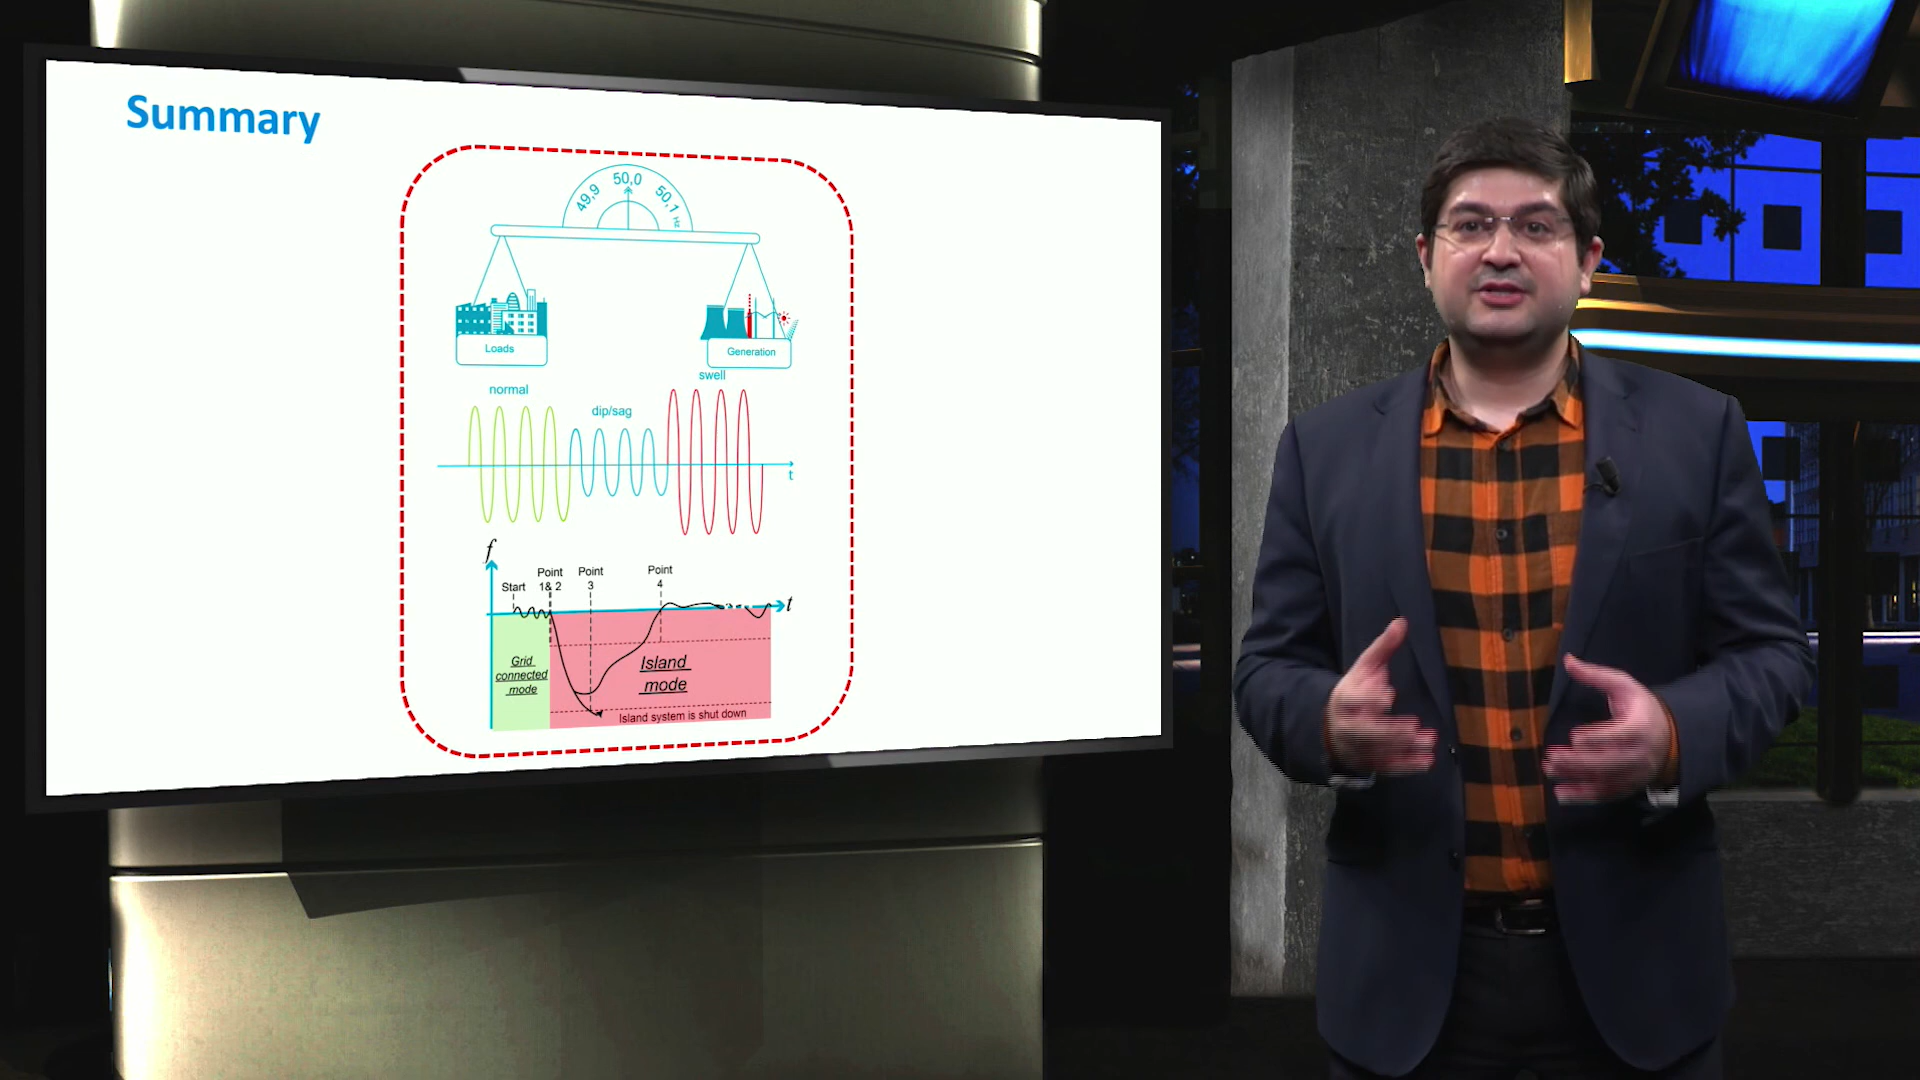 Summary
49,9 50,0 50,1 Hz
Loads
Generation
normal
dip/sag
swell
t
f
Start
Point
1& 2
Point
3
Point
4
t
Grid
connected
mode
Island
mode
Island system is shut down